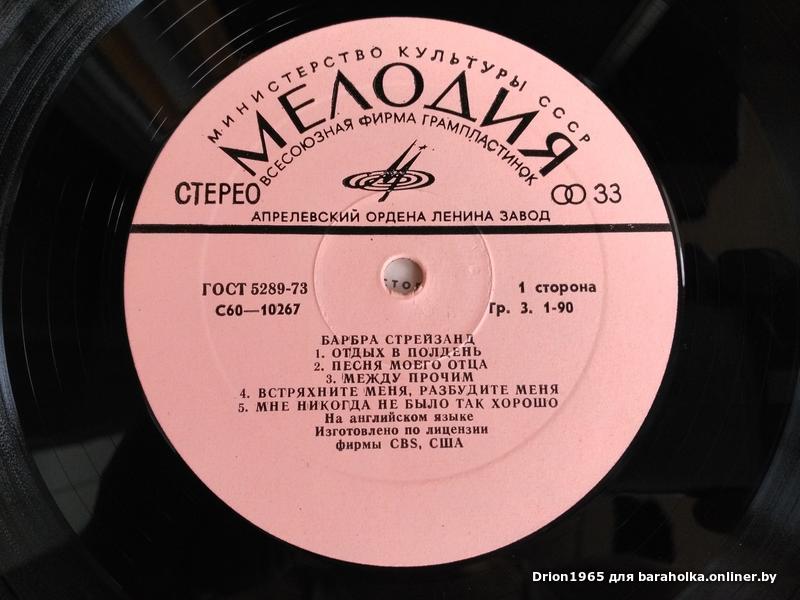 МИНИСТЕРСТВО КУЛЬТУРЫ СССР
МЕЛОДИЯ
ВСЕСОЮЗНАЯ ФИРМА ГРАМПЛАСТИНОК
СТЕРЕО
33
АПРЕЛЕВСКИЙ ОРДЕНА ЛЕНИНА ЗАВОД
ГОСТ 5289-73
1 сторона
С60—10267
Гр. 3. 1-90
БАРБРА СТРЕЙЗАНД
1. ОТДЫХ В ПОЛДЕНЬ
2. ПЕСНЯ МОЕГО ОТЦА
3. МЕЖДУ ПРОЧИМ
4. ВСТРЯХНИТЕ МЕНЯ, РАЗБУДИТЕ МЕНЯ
5. МНЕ НИКОГДА НЕ БЫЛО ТАК ХОРОШО
На английском языке
Изготовлено по лицензии
фирмы CBS, США
Drion1965 для baraholka.onliner.by